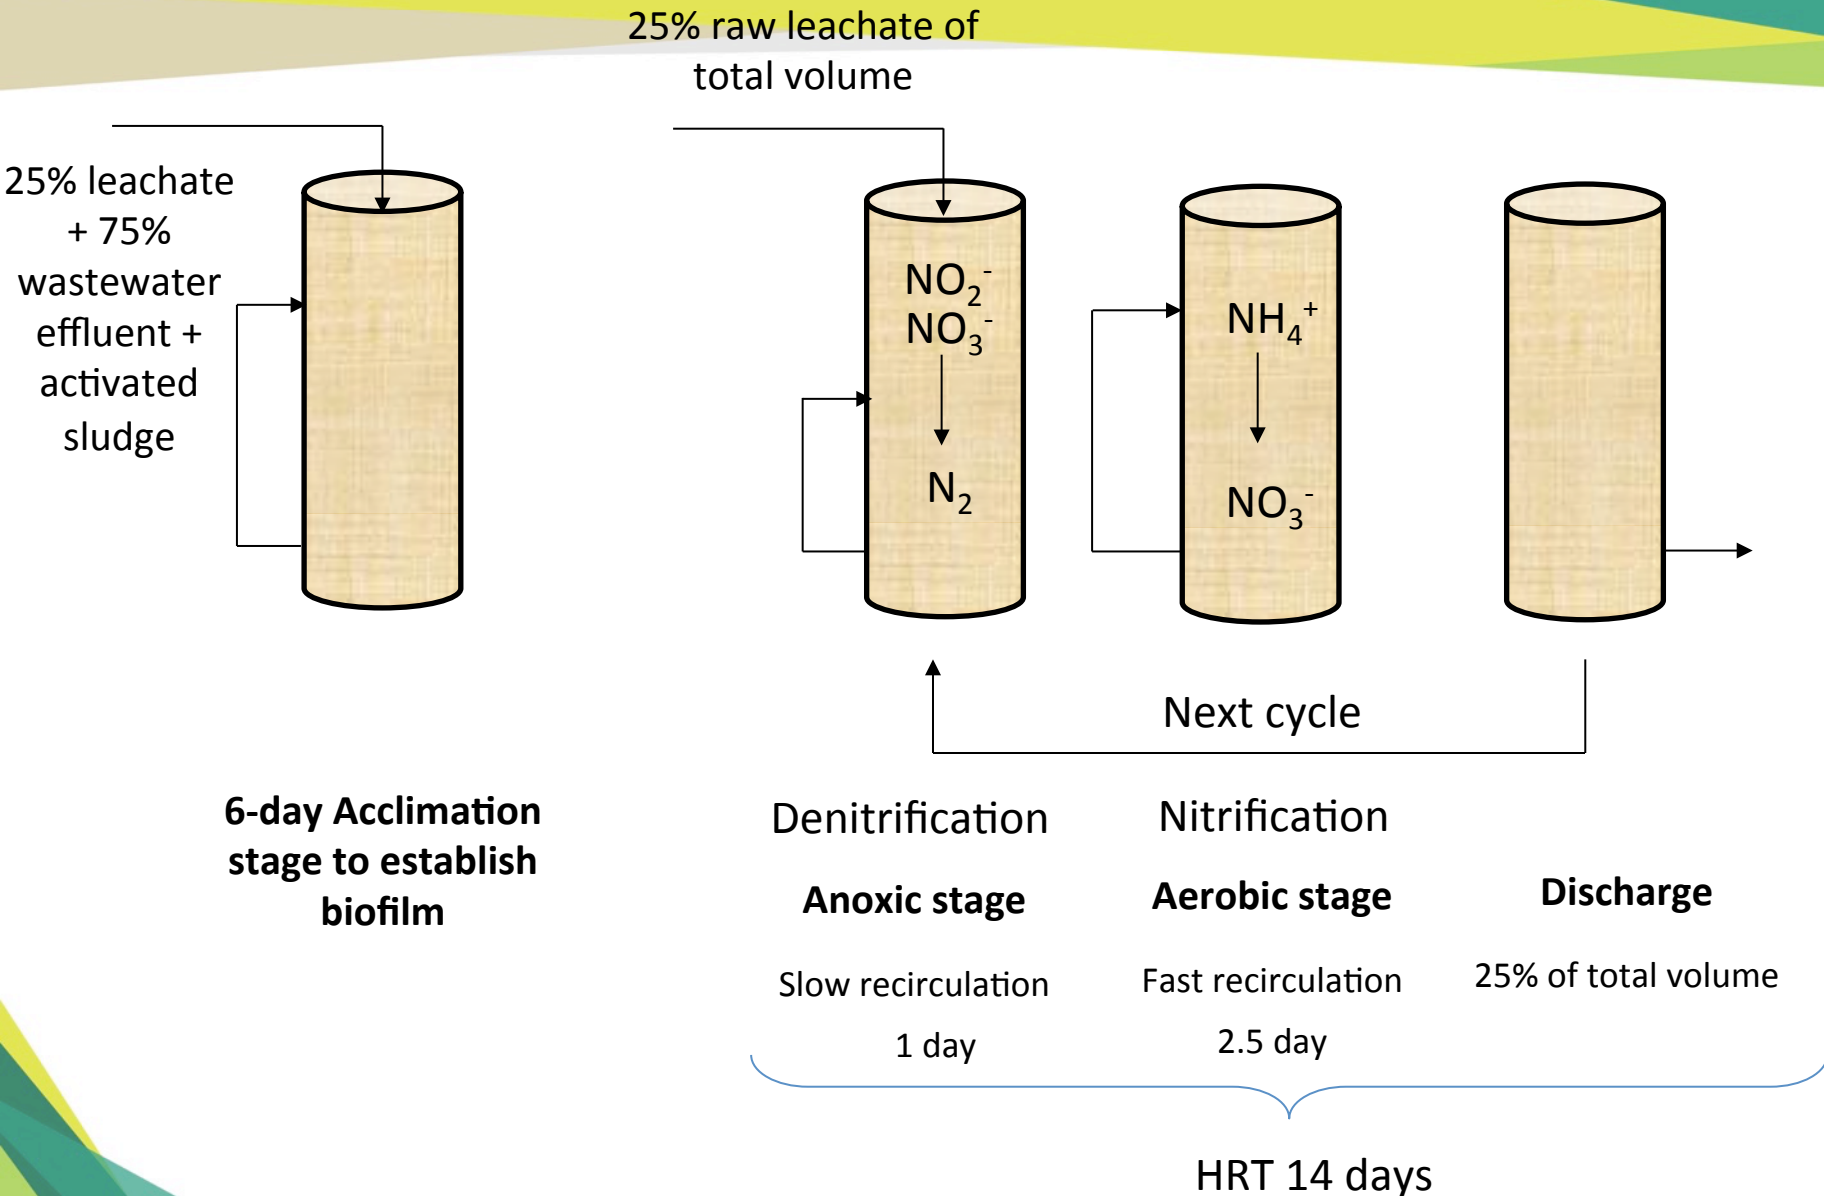 25% raw leachate of
total volume
25% leachate
+ 75%
wastewater
effluent +
activated
sludge
NO₂⁻
NO₃⁻
N₂
NH₄⁺
NO₃⁻
Next cycle
6-day Acclimation
stage to establish
biofilm
Denitrification
Anoxic stage
Slow recirculation
1 day
Nitrification
Aerobic stage
Fast recirculation
2.5 day
Discharge
25% of total volume
HRT 14 days